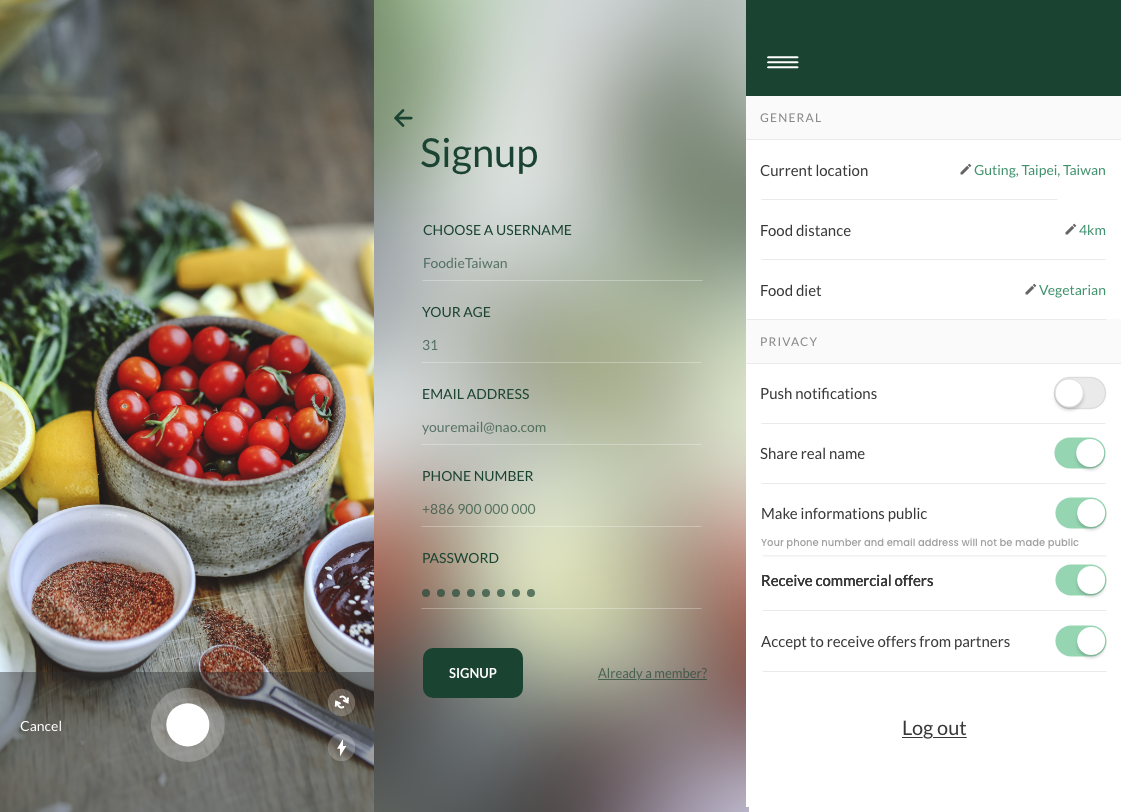 Cancel
Signup
CHOOSE A USERNAME
FoodieTaiwan
YOUR AGE
31
EMAIL ADDRESS
youremail@nao.com
PHONE NUMBER
+886 900 000 000
PASSWORD
SIGNUP
Already a member?
GENERAL
Current location
Guting, Taipei, Taiwan
Food distance
4km
Food diet
Vegetarian
PRIVACY
Push notifications
Share real name
Make informations public
Your phone number and email address will not be made public
Receive commercial offers
Accept to receive offers from partners
Log out